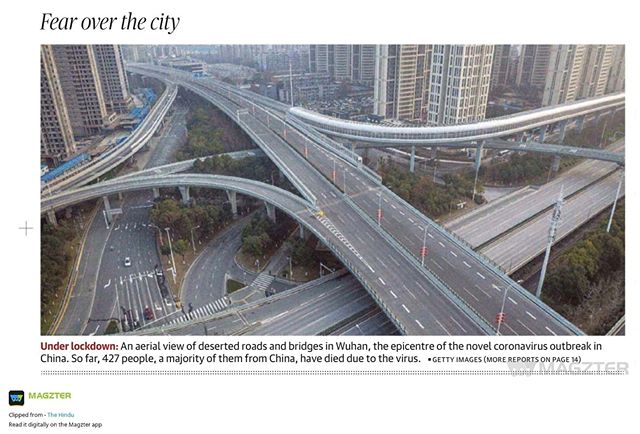 Fear over the city
Under lockdown: An aerial view of deserted roads and bridges in Wuhan, the epicentre of the novel coronavirus outbreak in
China. So far, 427 people, a majority of them from China, have died due to the virus. •GETTY IMAGES (MORE REPORTS ON PAGE 14)
MAGZTER
MAGZTER
Clipped from - The Hindu
Read it digitally on the Magzter app